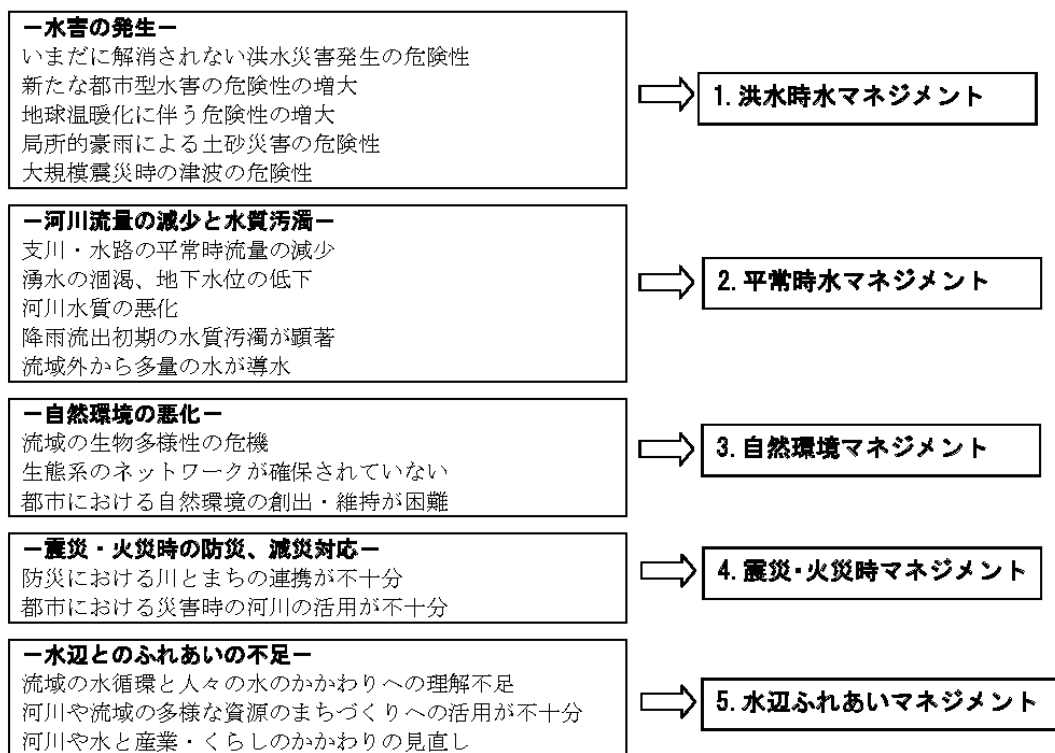 －水害の発生－
いまだに解消されない洪水災害発生の危険性
新たな都市型水害の危険性の増大
地球温暖化に伴う危険性の増大
局所的豪雨による土砂災害の危険性
大規模震災時の津波の危険性
1. 洪水時水マネジメント
－河川流量の減少と水質汚濁－
支川・水路の平常時流量の減少
湧水の涸渇、地下水位の低下
河川水質の悪化
降雨流出初期の水質汚濁が顕著
流域外から多量の水が導水
2. 平常時水マネジメント
－自然環境の悪化－
流域の生物多様性の危機
生態系のネットワークが確保されていない
都市における自然環境の創出・維持が困難
3. 自然環境マネジメント
－震災・火災時の防災、減災対応－
防災における川とまちの連携が不十分
都市における災害時の河川の活用が不十分
4. 震災・火災時マネジメント
－水辺とのふれあいの不足－
流域の水循環と人々の水のかかわりへの理解不足
河川や流域の多様な資源のまちづくりへの活用が不十分
河川や水と産業・くらしのかかわりの見直し
5. 水辺ふれあいマネジメント